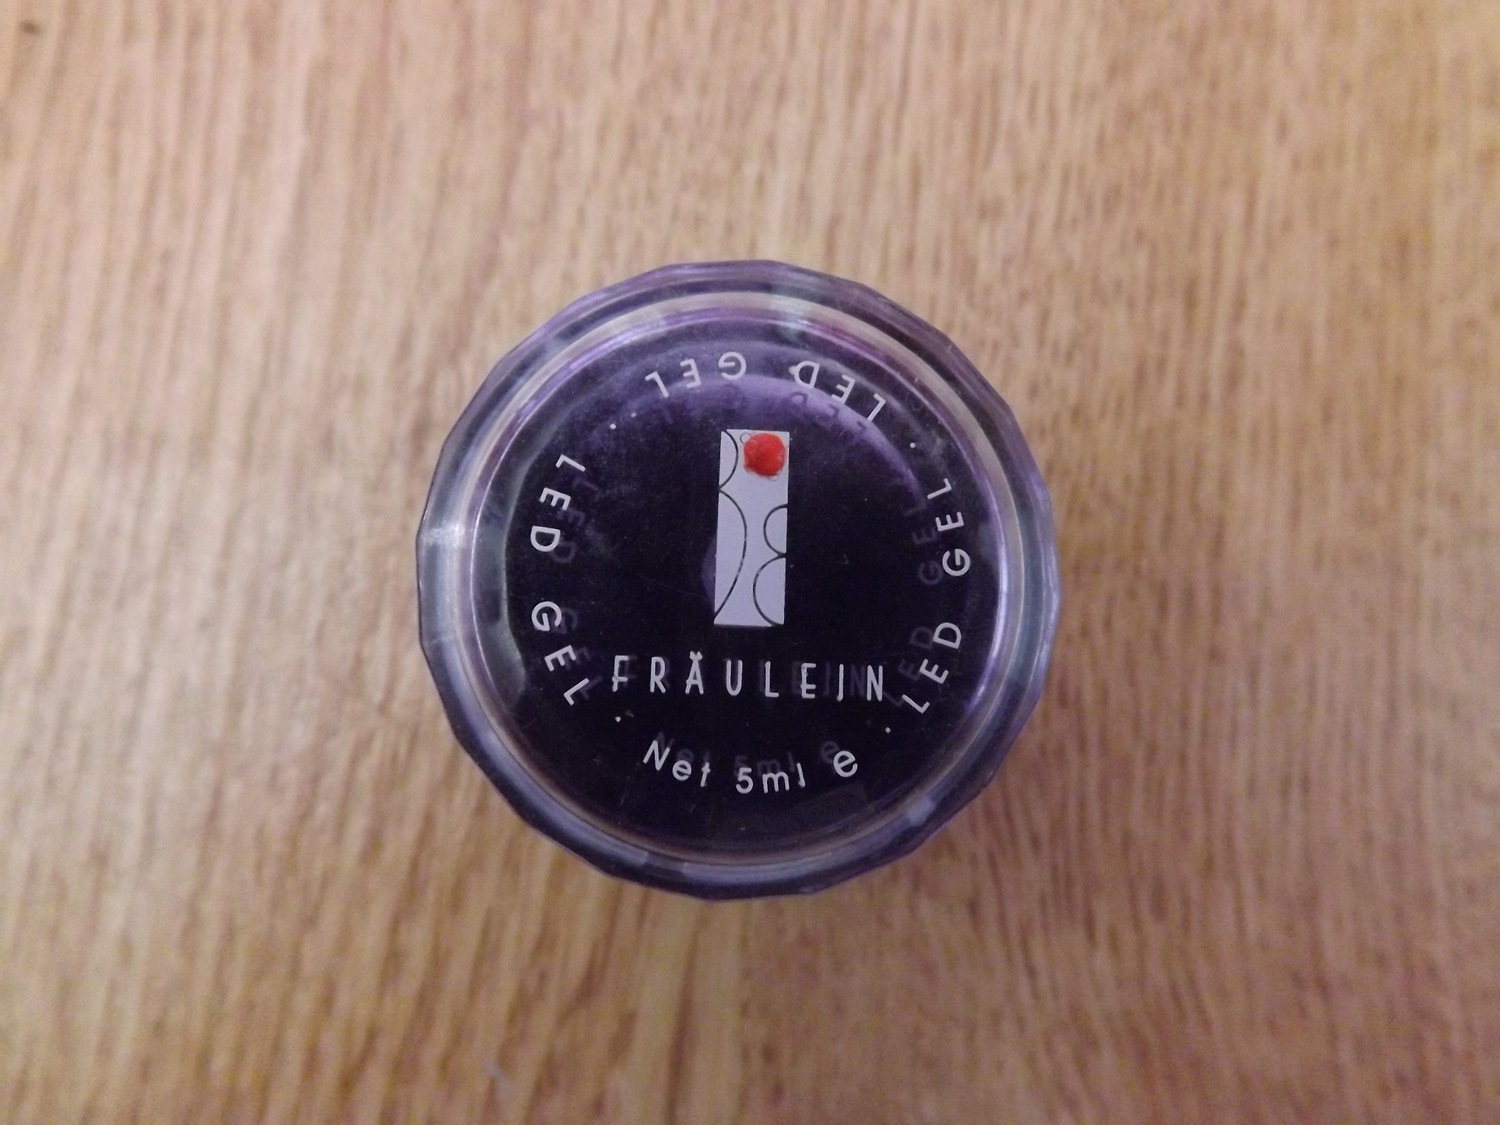 LED GEL · LED GEL · LED GEL ·
FRÄULEIN
Net 5ml ℮